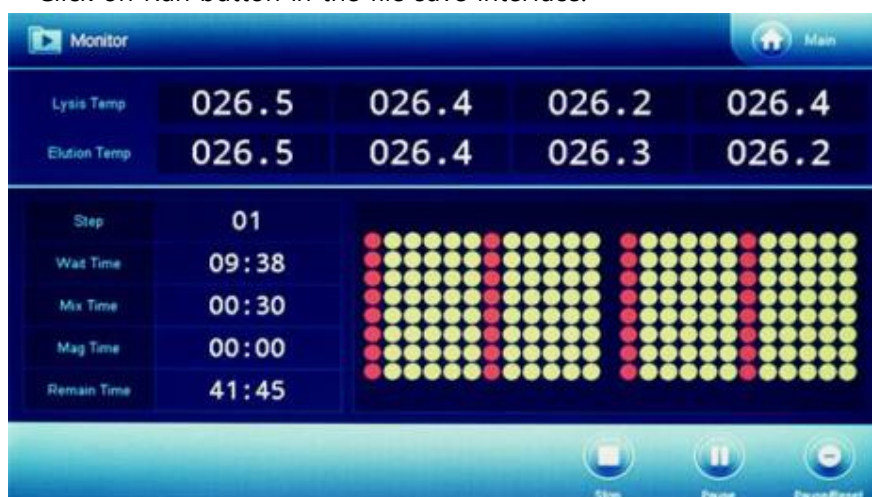 Click on Run button in the file save interface.
Monitor
Main
Lysis Temp 026.5 026.4 026.2 026.4
Elution Temp 026.5 026.4 026.3 026.2
Step 01
Wait Time 09:38
Mix Time 00:30
Mag Time 00:00
Remain Time 41:45
Stop Pause Pause/Reset